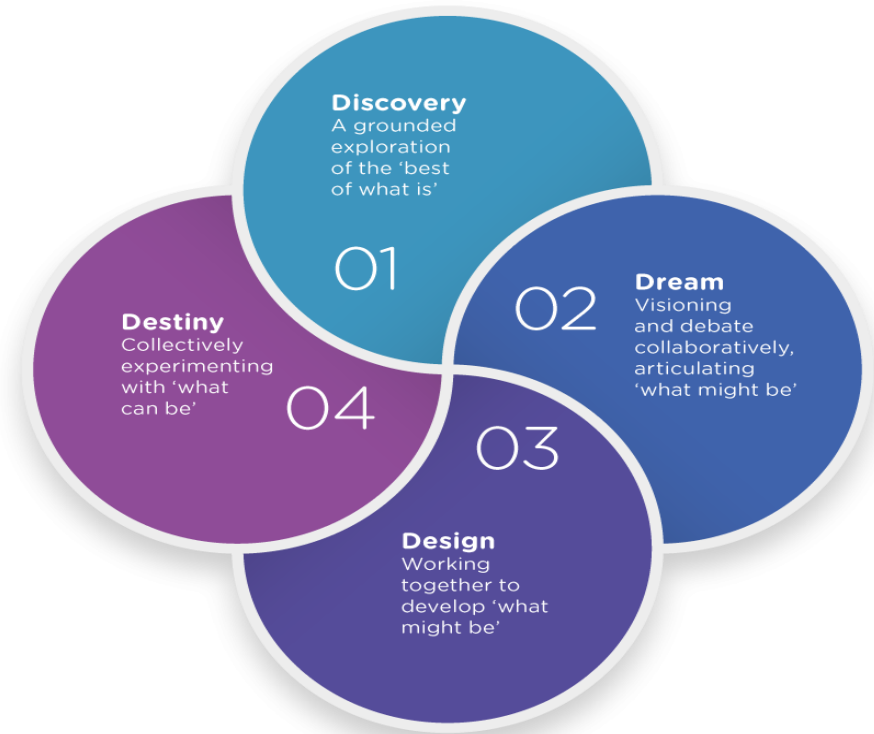 Discovery
A grounded
exploration
of the ‘best
of what is’
01
02
Dream
Visioning
and debate
collaboratively,
articulating
‘what might be’
03
Design
Working
together to
develop ‘what
might be’
Destiny
Collectively
experimenting
with ‘what
can be’
04